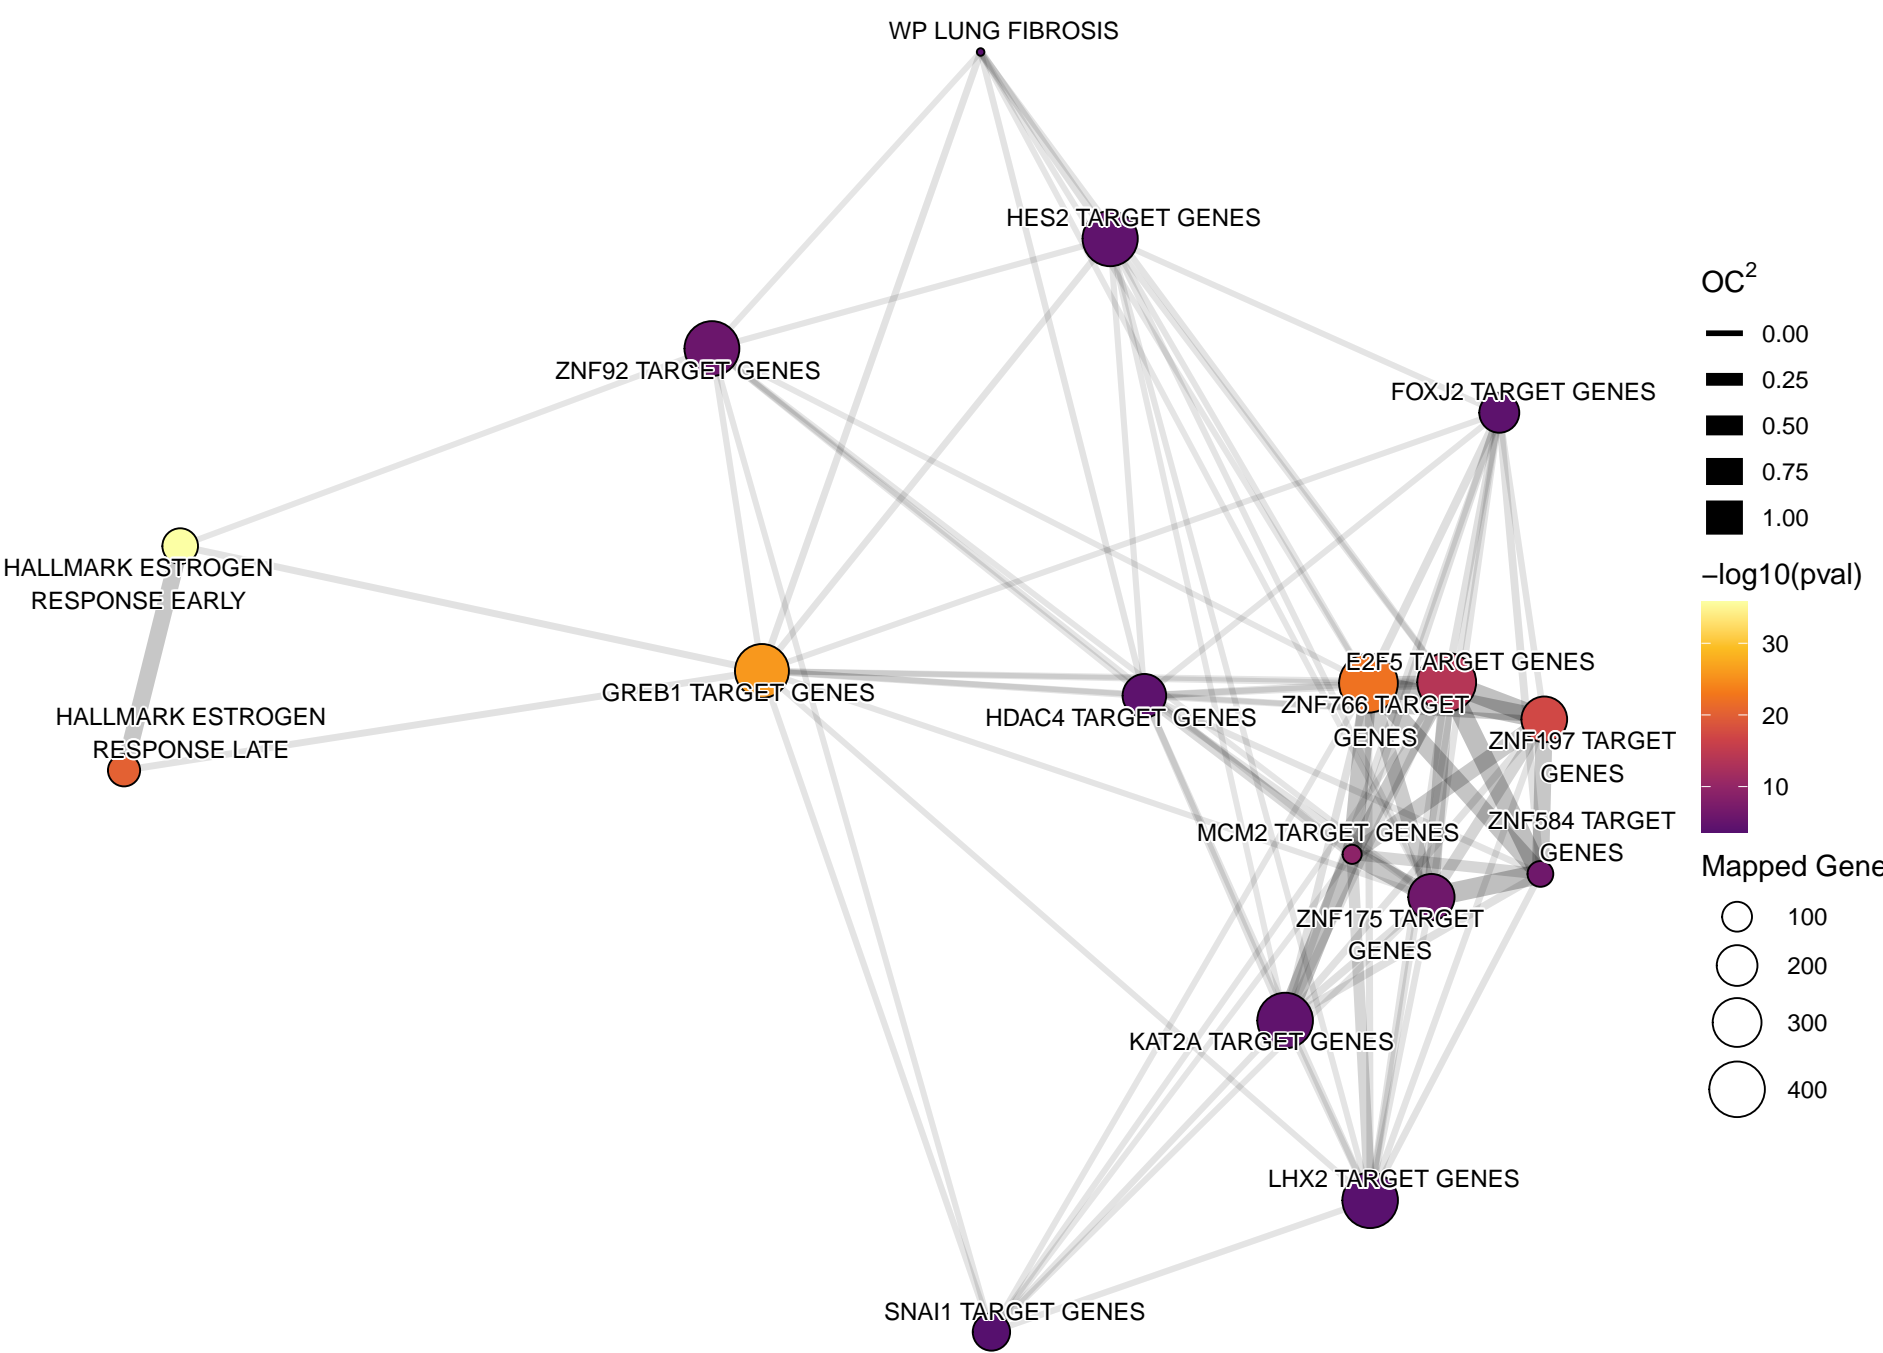 WP LUNG FIBROSIS
HES2 TARGET GENES
ZNF92 TARGET GENES
FOXJ2 TARGET GENES
HALLMARK ESTROGEN
RESPONSE EARLY
HALLMARK ESTROGEN
RESPONSE LATE
GREB1 TARGET GENES
HDAC4 TARGET GENES
E2F5 TARGET GENES
ZNF766 TARGET
GENES
ZNF197 TARGET
GENES
MCM2 TARGET GENES
ZNF584 TARGET
GENES
ZNF175 TARGET
GENES
KAT2A TARGET GENES
LHX2 TARGET GENES
SNAI1 TARGET GENES
OC²
0.00
0.25
0.50
0.75
1.00
−log10(pval)
30
20
10
Mapped Gene
100
200
300
400